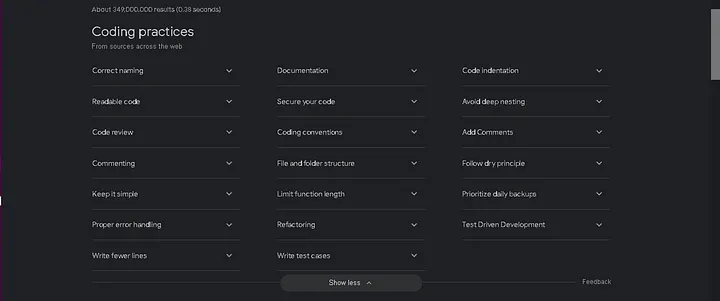 About 349,000,000 results (0.38 seconds)
Coding practices
From sources across the web
Correct naming
Documentation
Code indentation
Readable code
Secure your code
Avoid deep nesting
Code review
Coding conventions
Add Comments
Commenting
File and folder structure
Follow dry principle
Keep it simple
Limit function length
Prioritize daily backups
Proper error handling
Refactoring
Test Driven Development
Write fewer lines
Write test cases
Show less
Feedback